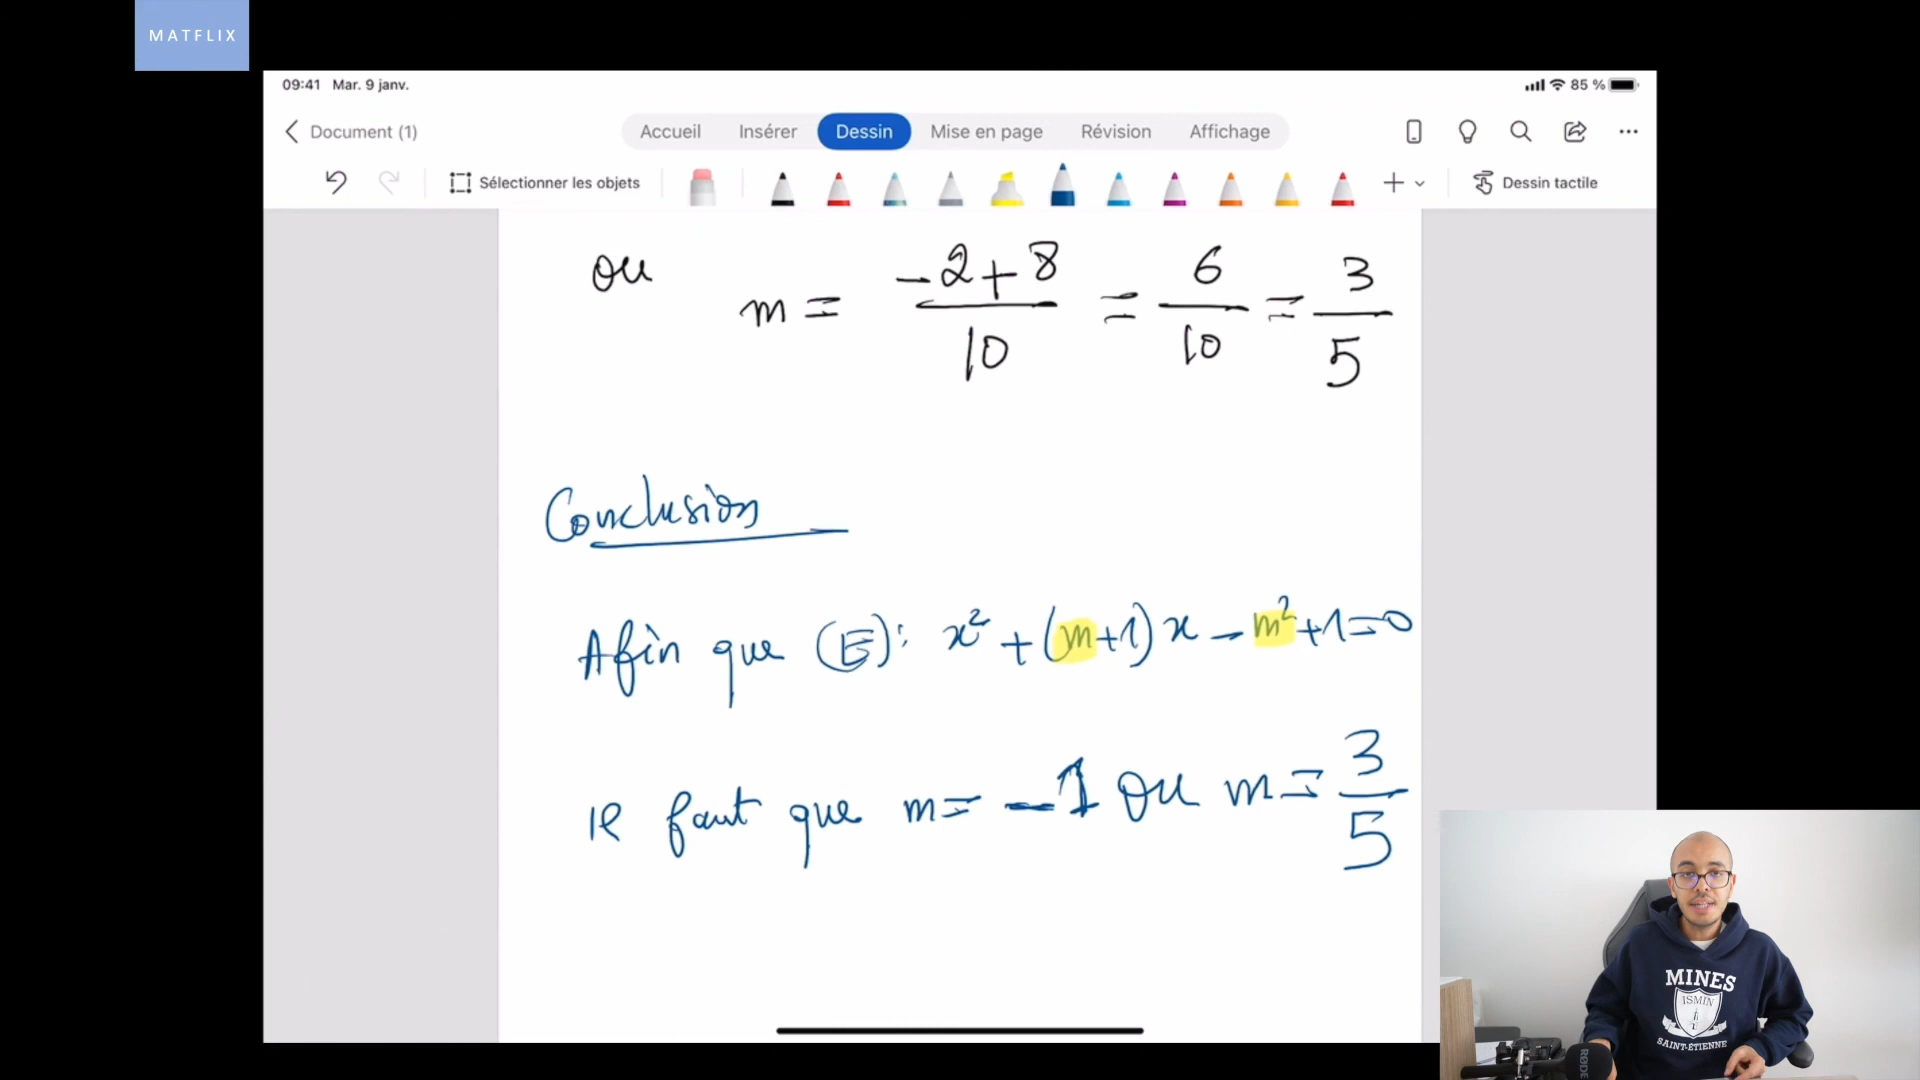 MATFLIX
09:41 Mar. 9 janv.
85 %
Document (1)
Accueil Insérer Dessin Mise en page Révision Affichage
Sélectionner les objets
Dessin tactile
ou m = -2+8/10 = 6/10 = 3/5
Conclusion
Afin que (E): x² + (m+1)x - m²+1=0
il faut que m = -1 ou m = 3/5
MINES
ISMIN
SAINT-ÉTIENNE
RØDE